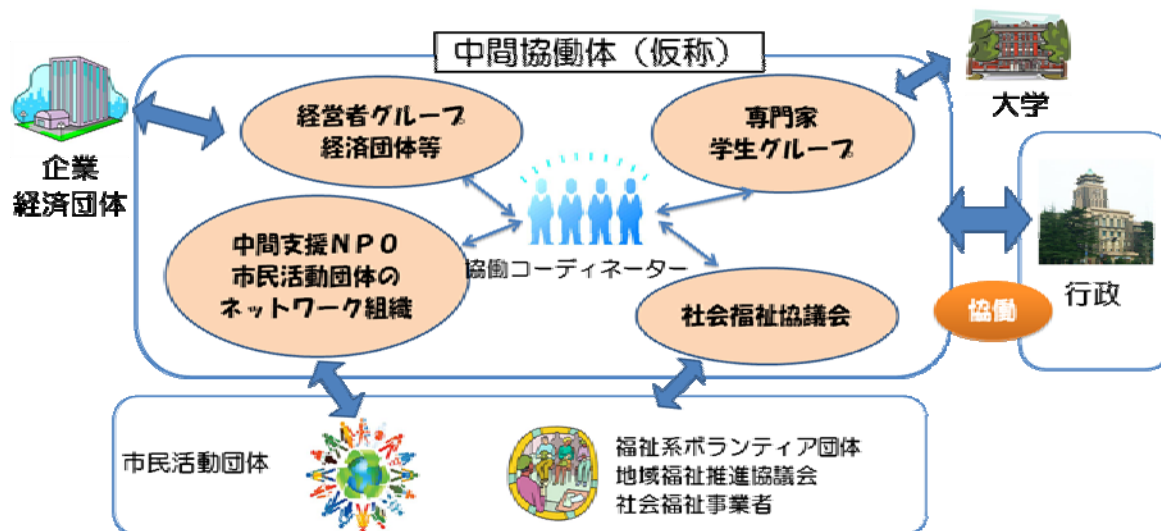 中間協働体（仮称）
企業
経済団体
経営者グループ
経済団体等
専門家
学生グループ
大学
中間支援ＮＰＯ
市民活動団体の
ネットワーク組織
協働コーディネーター
社会福祉協議会
協働
行政
市民活動団体
福祉系ボランティア団体
地域福祉推進協議会
社会福祉事業者